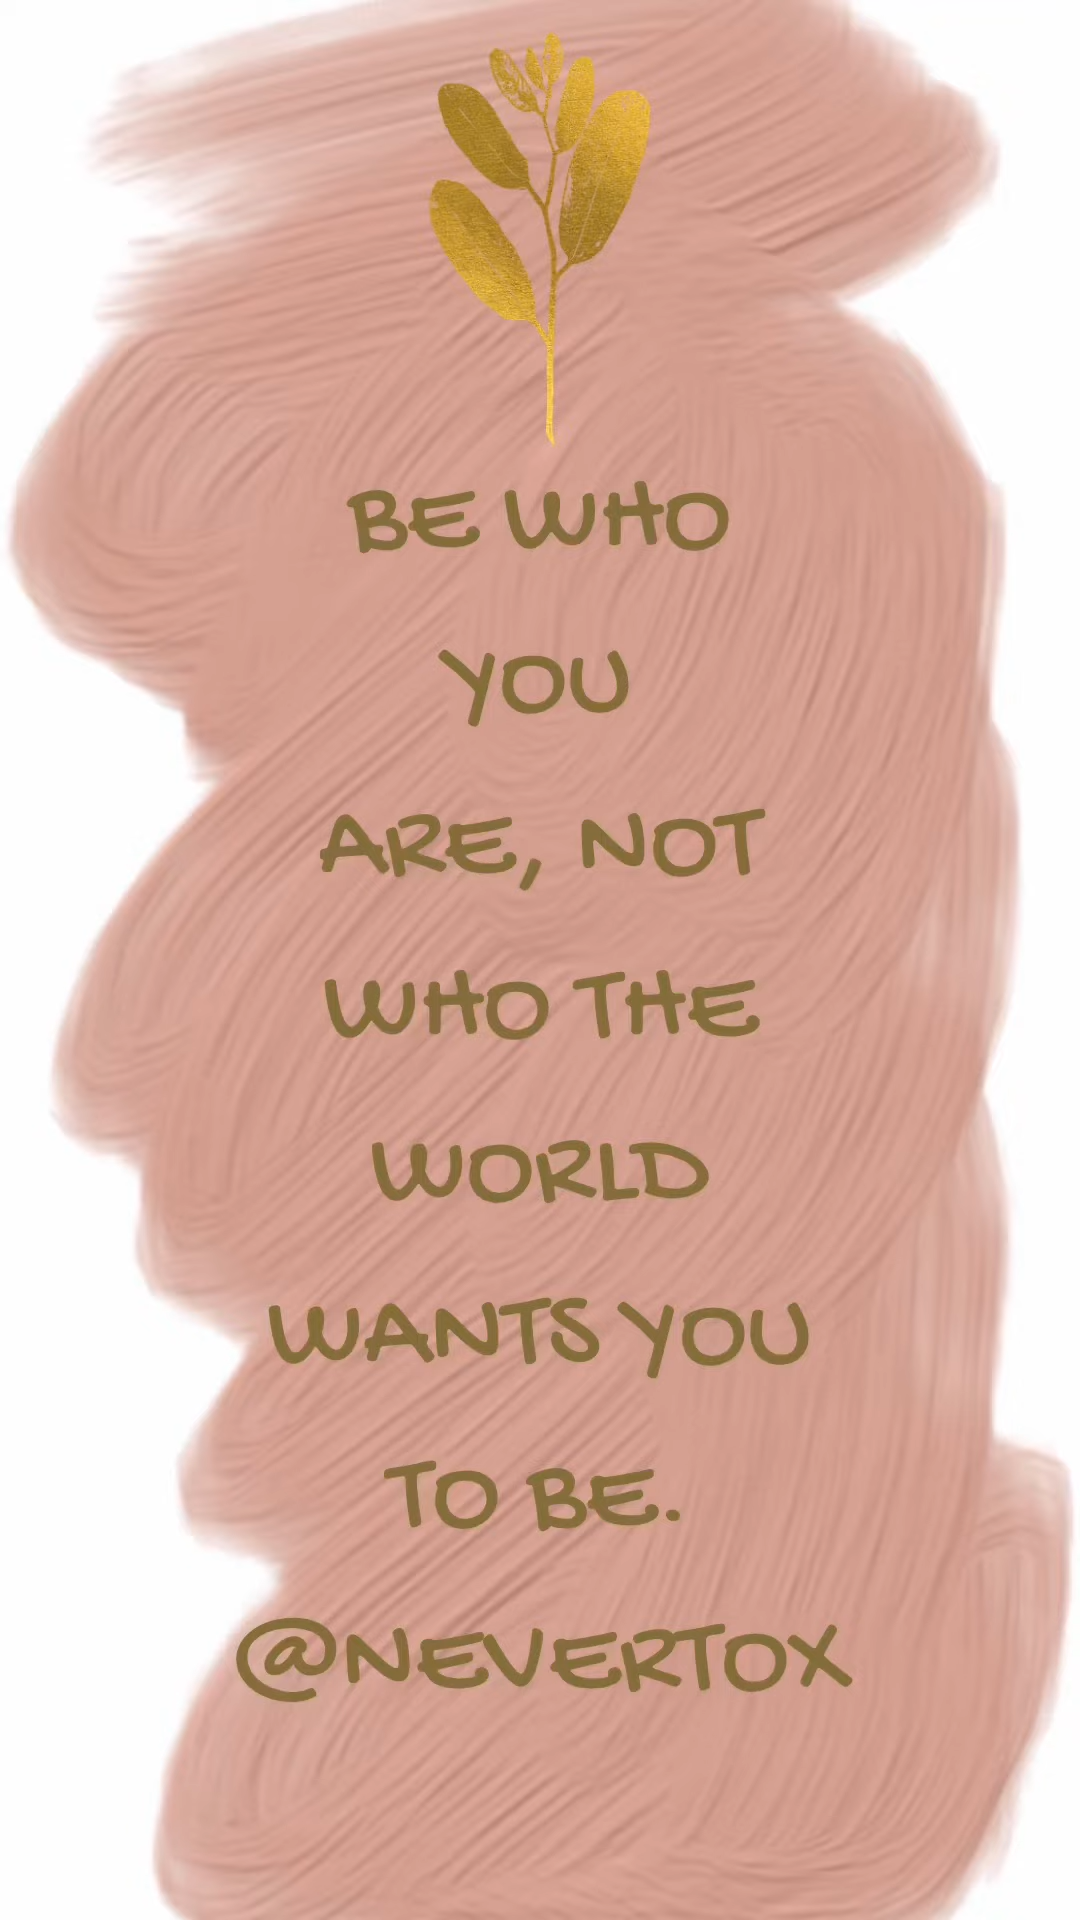 BE WHO
YOU
ARE, NOT
WHO THE
WORLD
WANTS YOU
TO BE.
@NEVERTOX